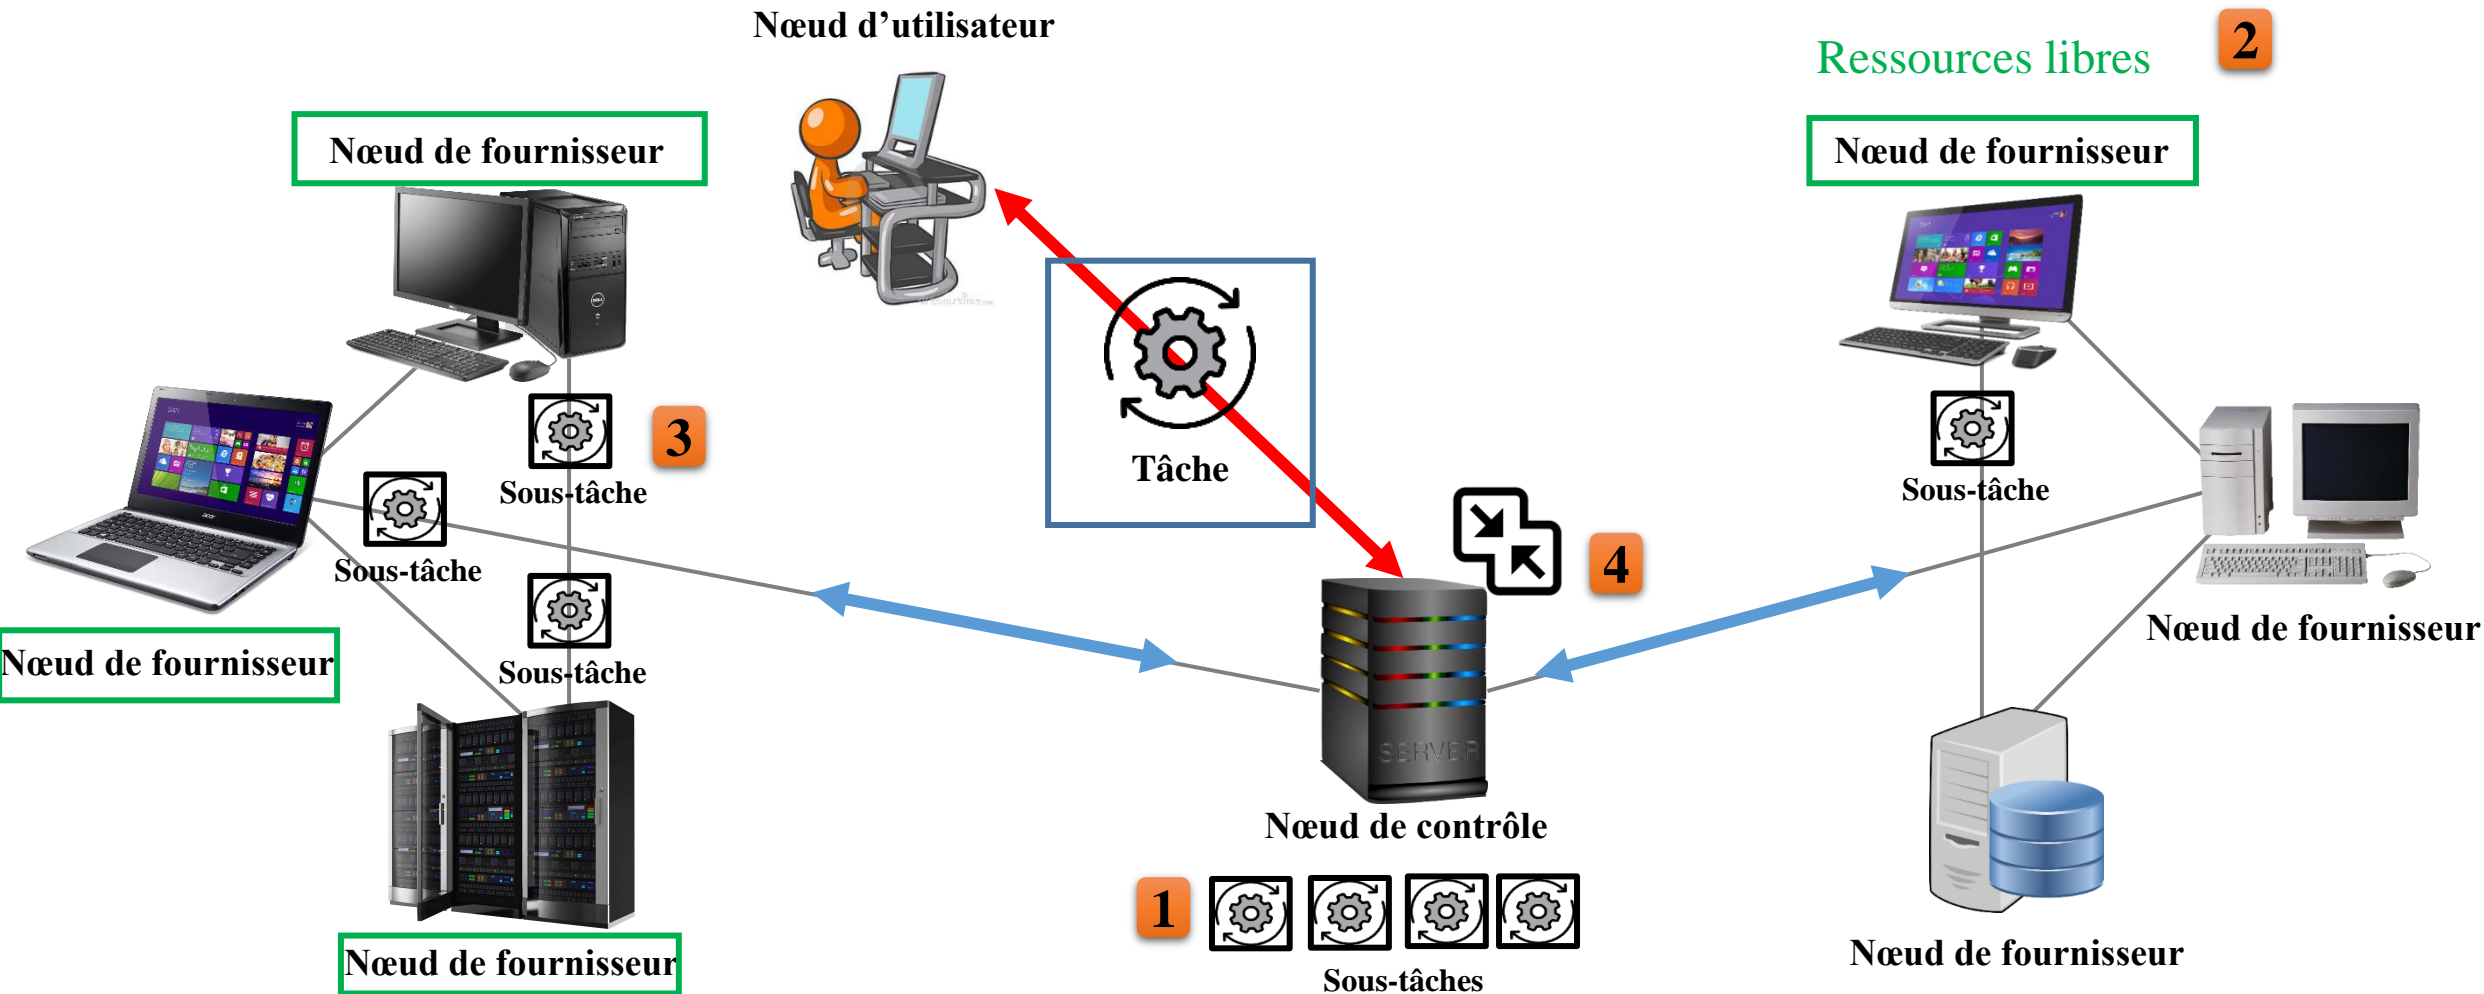 Nœud d’utilisateur
Ressources libres
2
Nœud de fournisseur
Nœud de fournisseur
Tâche
3
Sous-tâche
Sous-tâche
Sous-tâche
Sous-tâche
4
Nœud de fournisseur
Nœud de fournisseur
SERVER
Nœud de contrôle
1
Sous-tâches
Nœud de fournisseur
Nœud de fournisseur